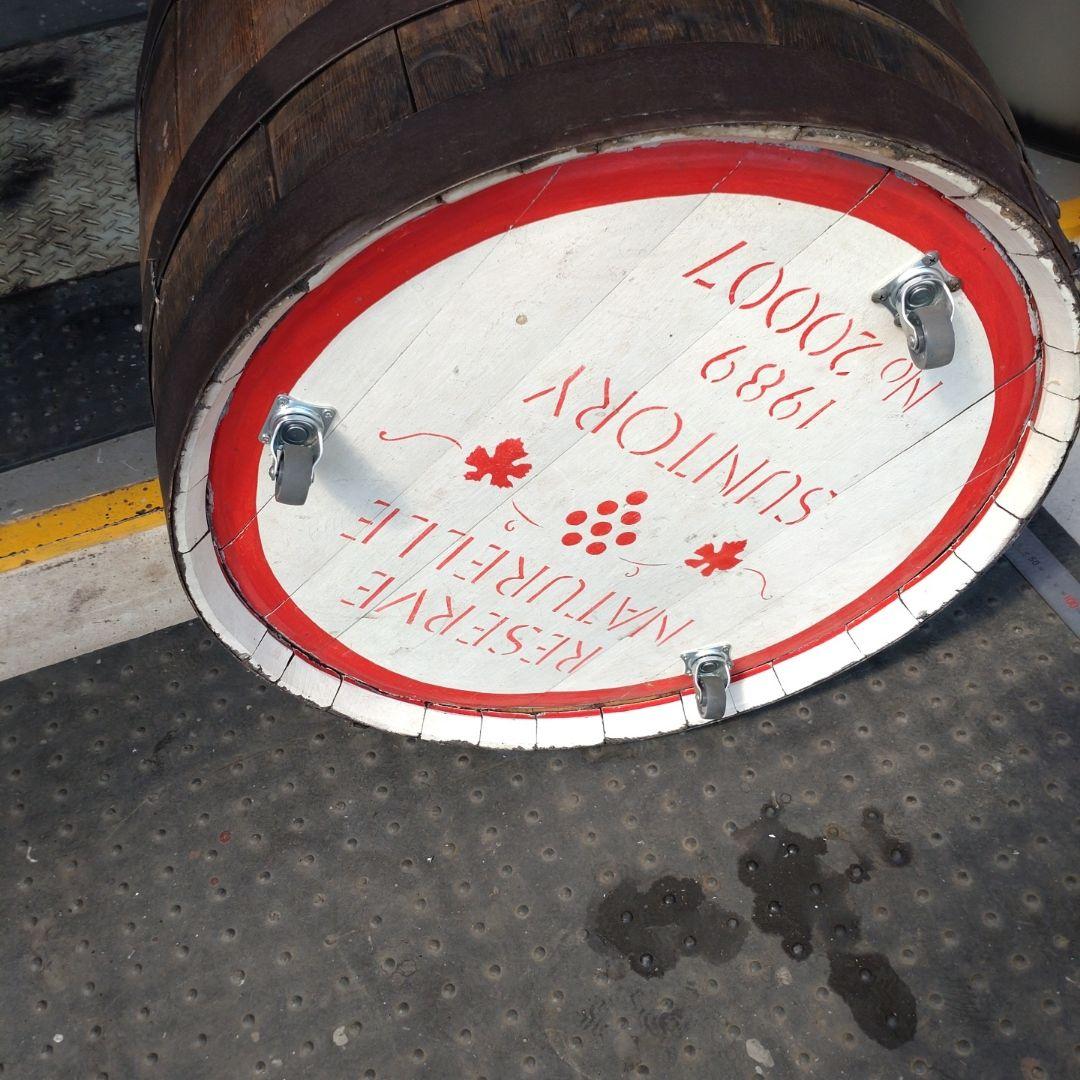 RESERVE
NATURELLE
SUNTORY
1989
No 20007